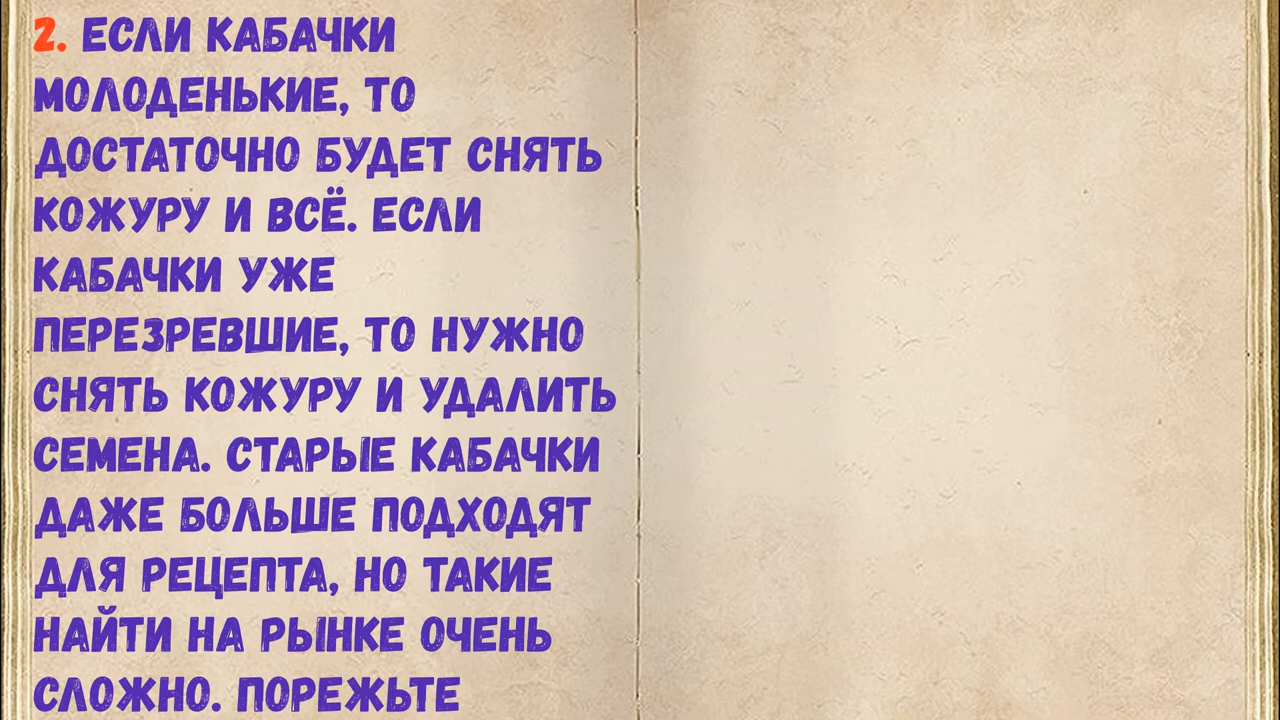 2. ЕСЛИ КАБАЧКИ
МОЛОДЕНЬКИЕ, ТО
ДОСТАТОЧНО БУДЕТ СНЯТЬ
КОЖУРУ И ВСЁ. ЕСЛИ
КАБАЧКИ УЖЕ
ПЕРЕЗРЕВШИЕ, ТО НУЖНО
СНЯТЬ КОЖУРУ И УДАЛИТЬ
СЕМЕНА. СТАРЫЕ КАБАЧКИ
ДАЖЕ БОЛЬШЕ ПОДХОДЯТ
ДЛЯ РЕЦЕПТА, НО ТАКИЕ
НАЙТИ НА РЫНКЕ ОЧЕНЬ
СЛОЖНО. ПОРЕЖЬТЕ